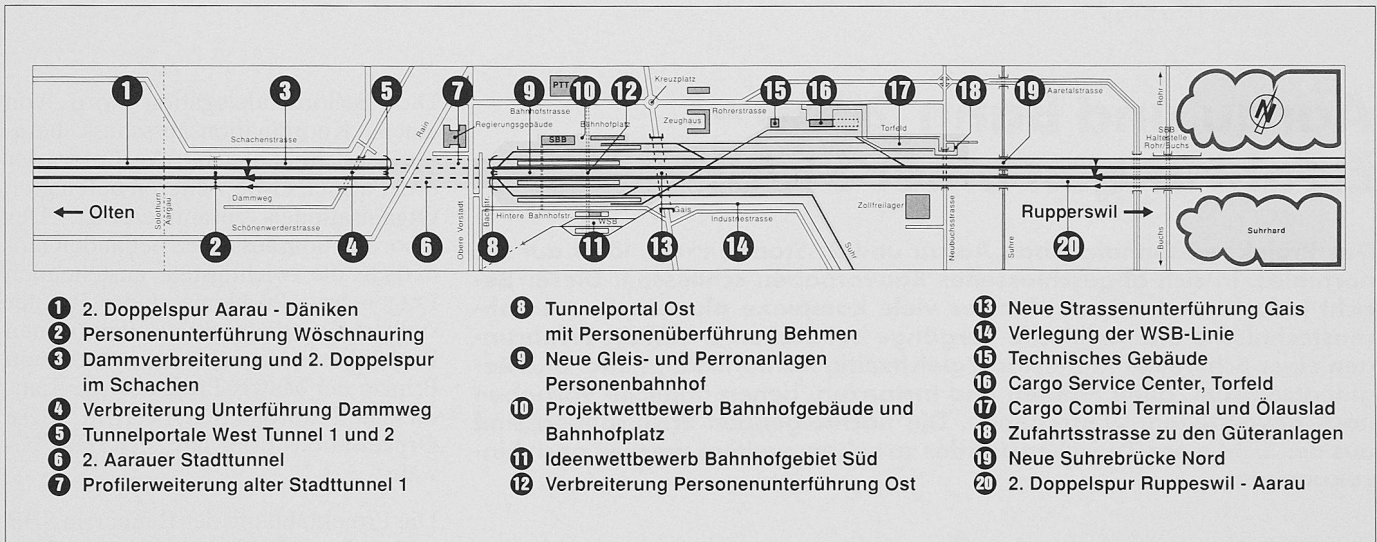 1 3 5 7 9 10 12 15 16 17 18 19
PTT
Kreuzplatz
Bahnhofstrasse
Bahnhofplatz
Rohrerstrasse
Aaretalstrasse
Rohr
N
Schachenstrasse
Rain
Regierungsgebäude
SBB
Zeughaus
Torfeld
SBB
Haltestelle
Rohr/Buchs
Solothurn
Aargau
Dammweg
Schönenwerderstrasse
Obere Vorstadt
Bachstr.
Hintere Bahnhofstr.
WSB
Gais
Industriestrasse
Suhr
Zollfreilager
Neubuchsstrasse
Suhre
Buchs
Suhrhard
← Olten
Rupperswil →
2 4 6 8 11 13 14 20
1 2. Doppelspur Aarau - Däniken
2 Personenunterführung Wöschnauring
3 Dammverbreiterung und 2. Doppelspur
im Schachen
4 Verbreiterung Unterführung Dammweg
5 Tunnelportale West Tunnel 1 und 2
6 2. Aarauer Stadttunnel
7 Profilerweiterung alter Stadttunnel 1
8 Tunnelportal Ost
mit Personenüberführung Behmen
9 Neue Gleis- und Perronanlagen
Personenbahnhof
10 Projektwettbewerb Bahnhofgebäude und
Bahnhofplatz
11 Ideenwettbewerb Bahnhofgebiet Süd
12 Verbreiterung Personenunterführung Ost
13 Neue Strassenunterführung Gais
14 Verlegung der WSB-Linie
15 Technisches Gebäude
16 Cargo Service Center, Torfeld
17 Cargo Combi Terminal und Ölauslad
18 Zufahrtsstrasse zu den Güteranlagen
19 Neue Suhrebrücke Nord
20 2. Doppelspur Ruppeswil - Aarau